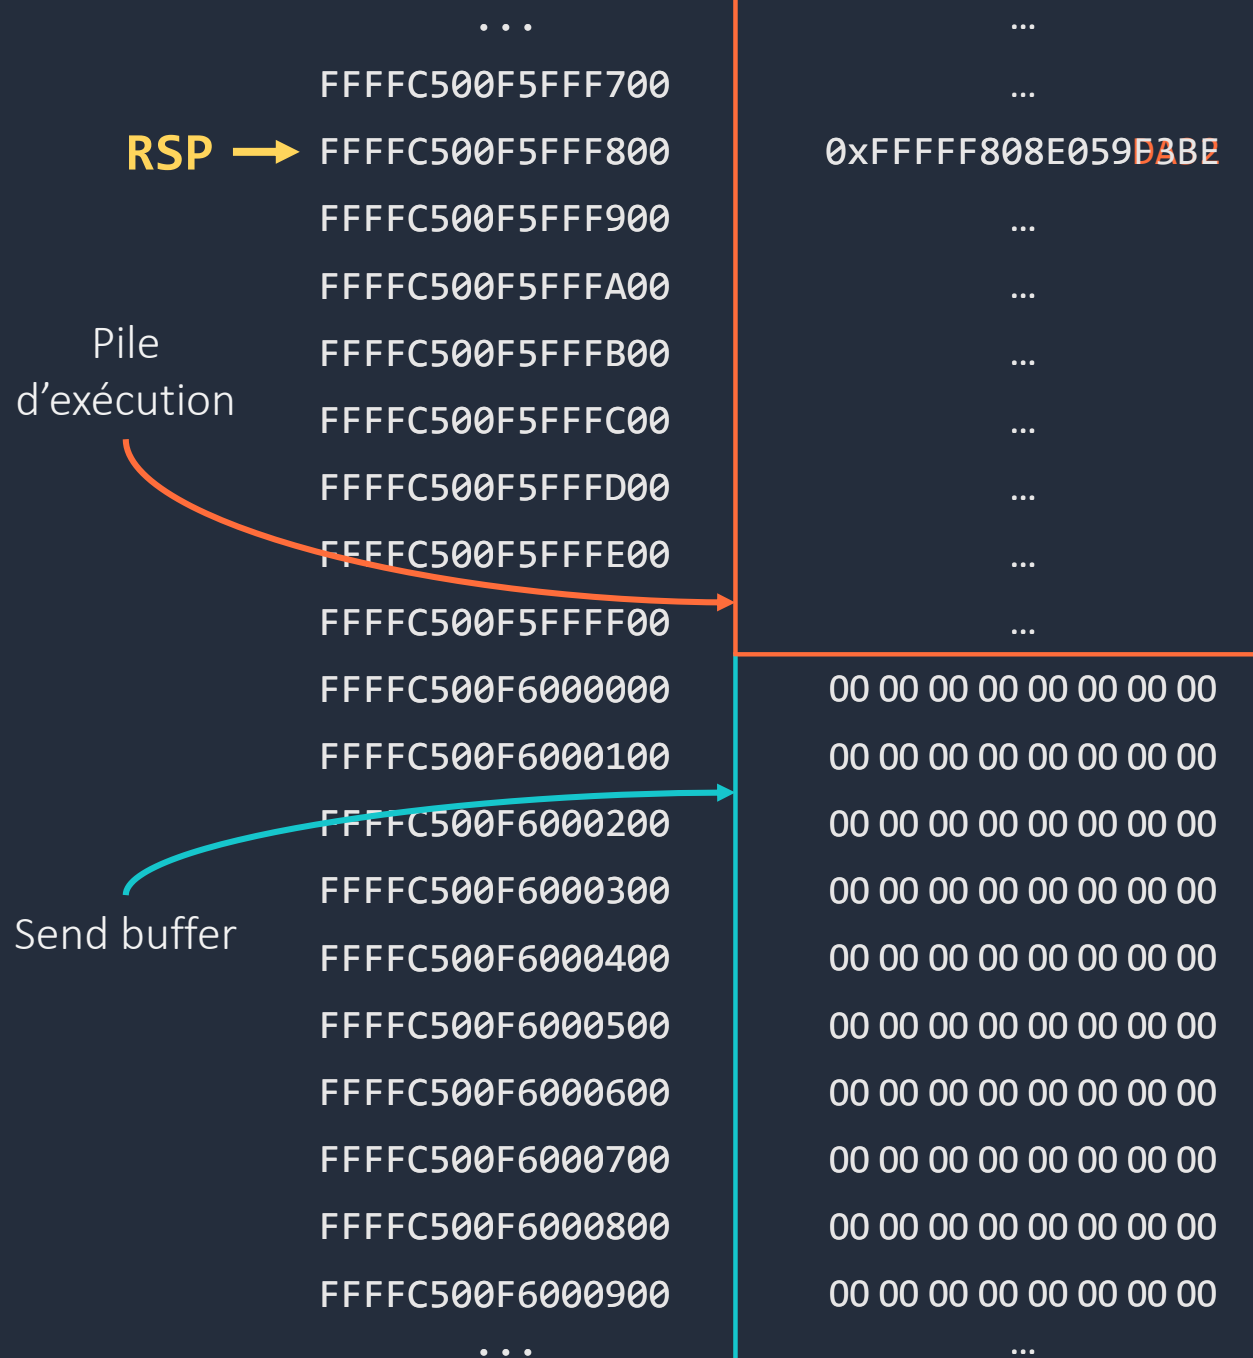 ... …
FFFFC500F5FFF700 …
RSP FFFFC500F5FFF800
FFFFC500F5FFF900 …
FFFFC500F5FFFA00 …
Pile
FFFFC500F5FFFB00 …
d’exécution
FFFFC500F5FFFC00 …
FFFFC500F5FFFD00 …
FFFFC500F5FFFE00 …
FFFFC500F5FFFF00 …
FFFFC500F6000000 00 00 00 00 00 00 00 00
FFFFC500F6000100 00 00 00 00 00 00 00 00
FFFFC500F6000200 00 00 00 00 00 00 00 00
FFFFC500F6000300 00 00 00 00 00 00 00 00
Send buffer
FFFFC500F6000400 00 00 00 00 00 00 00 00
FFFFC500F6000500 00 00 00 00 00 00 00 00
FFFFC500F6000600 00 00 00 00 00 00 00 00
FFFFC500F6000700 00 00 00 00 00 00 00 00
FFFFC500F6000800 00 00 00 00 00 00 00 00
FFFFC500F6000900 00 00 00 00 00 00 00 00
... …